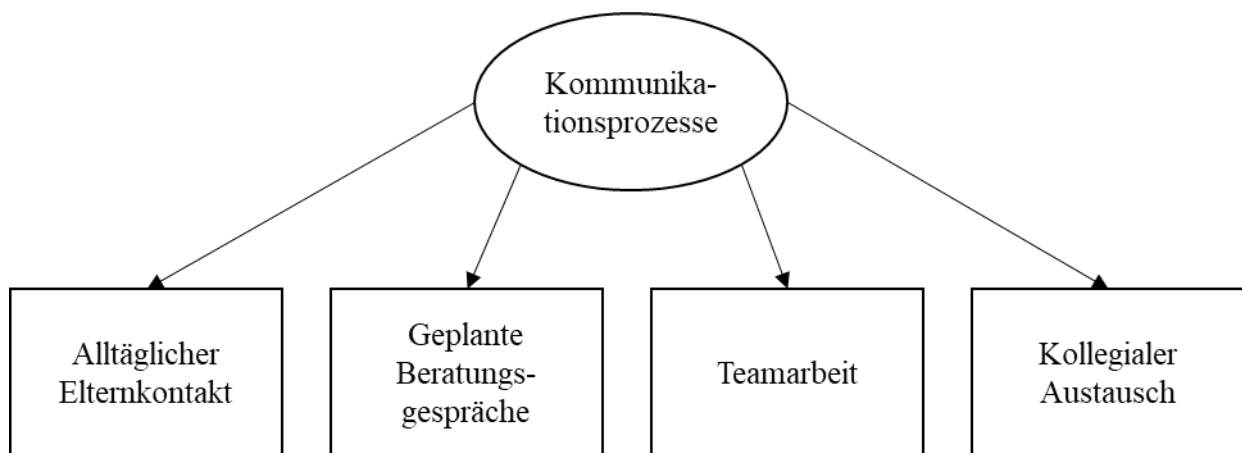 Kommunika-
tionsprozesse
Alltäglicher
Elternkontakt
Geplante
Beratungs-
gespräche
Teamarbeit
Kollegialer
Austausch